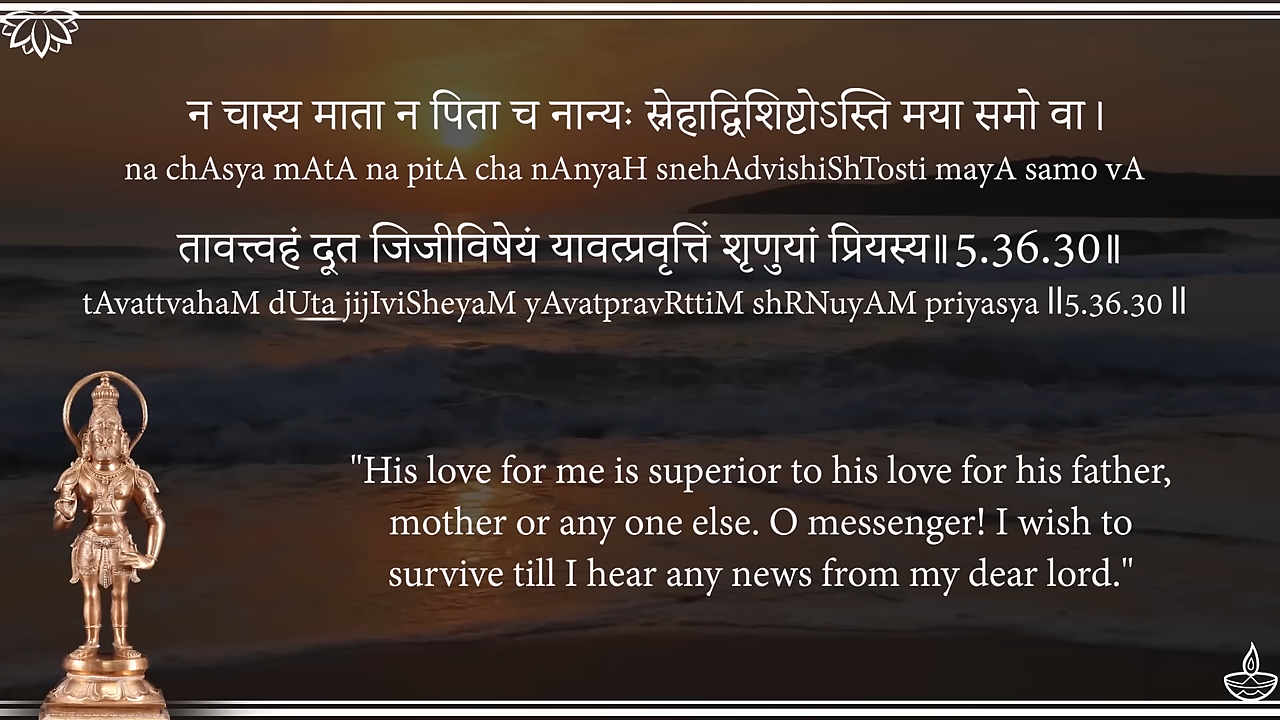 न चास्य माता न पिता च नान्यः स्नेहाद्विशिष्टोऽस्ति मया समो वा ।
na chAsya mAtA na pitA cha nAnyaH snehAdvishiShTosti mayA samo vA
तावत्त्वहं दूत जिजीविषेयं यावत्प्रवृत्तिं शृणुयां प्रियस्य॥5.36.30॥
tAvattvahaM dUta jijIviSheyaM yAvatpravRttiM shRNuyAM priyasya ॥5.36.30 ॥
"His love for me is superior to his love for his father,
mother or any one else. O messenger! I wish to
survive till I hear any news from my dear lord."